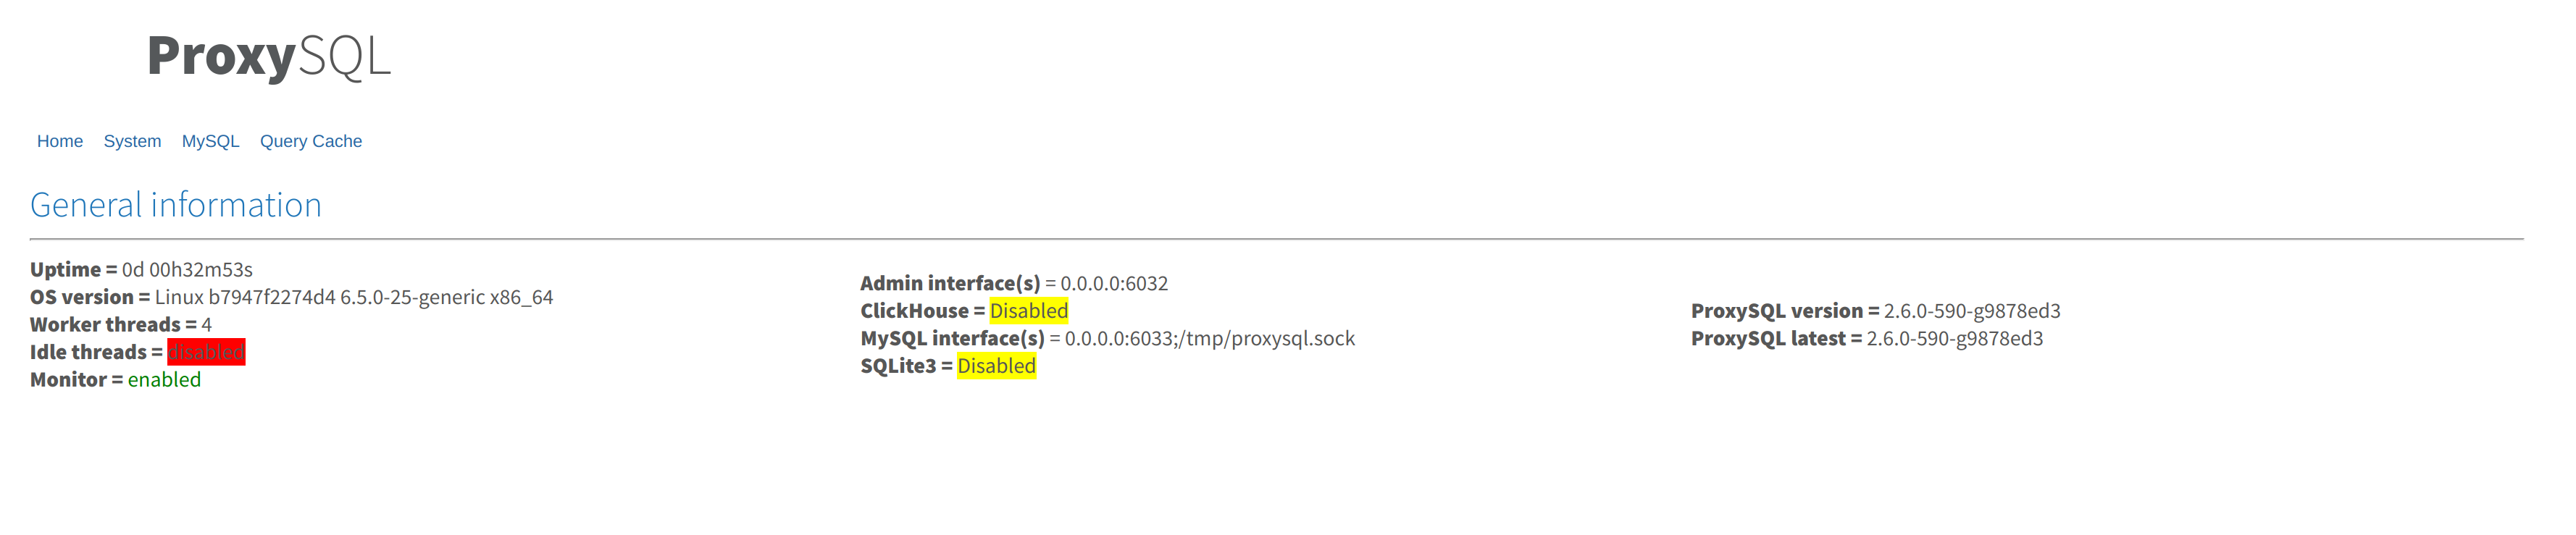 ProxySQL
Home System MySQL Query Cache
General information
Uptime = 0d 00h32m53s
OS version = Linux b7947f2274d4 6.5.0-25-generic x86_64
Worker threads = 4
Idle threads = disabled
Monitor = enabled
Admin interface(s) = 0.0.0.0:6032
ClickHouse = Disabled
MySQL interface(s) = 0.0.0.0:6033;/tmp/proxysql.sock
SQLite3 = Disabled
ProxySQL version = 2.6.0-590-g9878ed3
ProxySQL latest = 2.6.0-590-g9878ed3